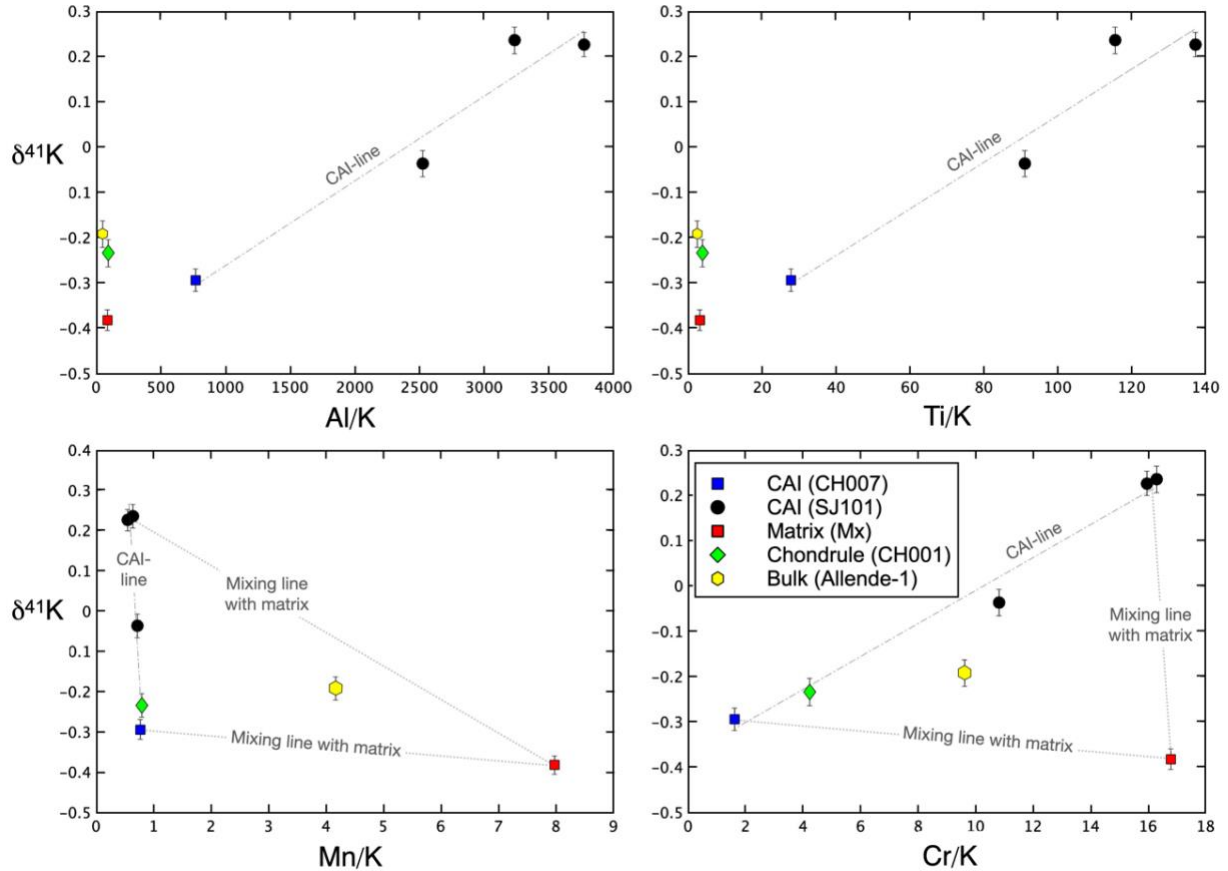 0.3
0.2
0.1
0
0.1
−0.2
−0.3
−0.4
−0.5
δ⁴¹K
CAI-line
0 500 1000 1500 2000 2500 3000 3500 4000
Al/K
0.3
0.2
0.1
0
0.1
−0.2
−0.3
−0.4
−0.5
CAI-line
0 20 40 60 80 100 120 140
Ti/K
0.4
0.3
0.2
0.1
0
0.1
−0.2
−0.3
−0.4
−0.5
δ⁴¹K
CAI-
line
Mixing line
with matrix
Mixing line with matrix
0 1 2 3 4 5 6 7 8 9
Mn/K
0.3
0.2
0.1
0
0.1
−0.2
−0.3
−0.4
−0.5
CAI (CH007)
CAI (SJ101)
Matrix (Mx)
Chondrule (CH001)
Bulk (Allende-1)
CAI-line
Mixing line
with matrix
Mixing line with matrix
0 2 4 6 8 10 12 14 16 18
Cr/K